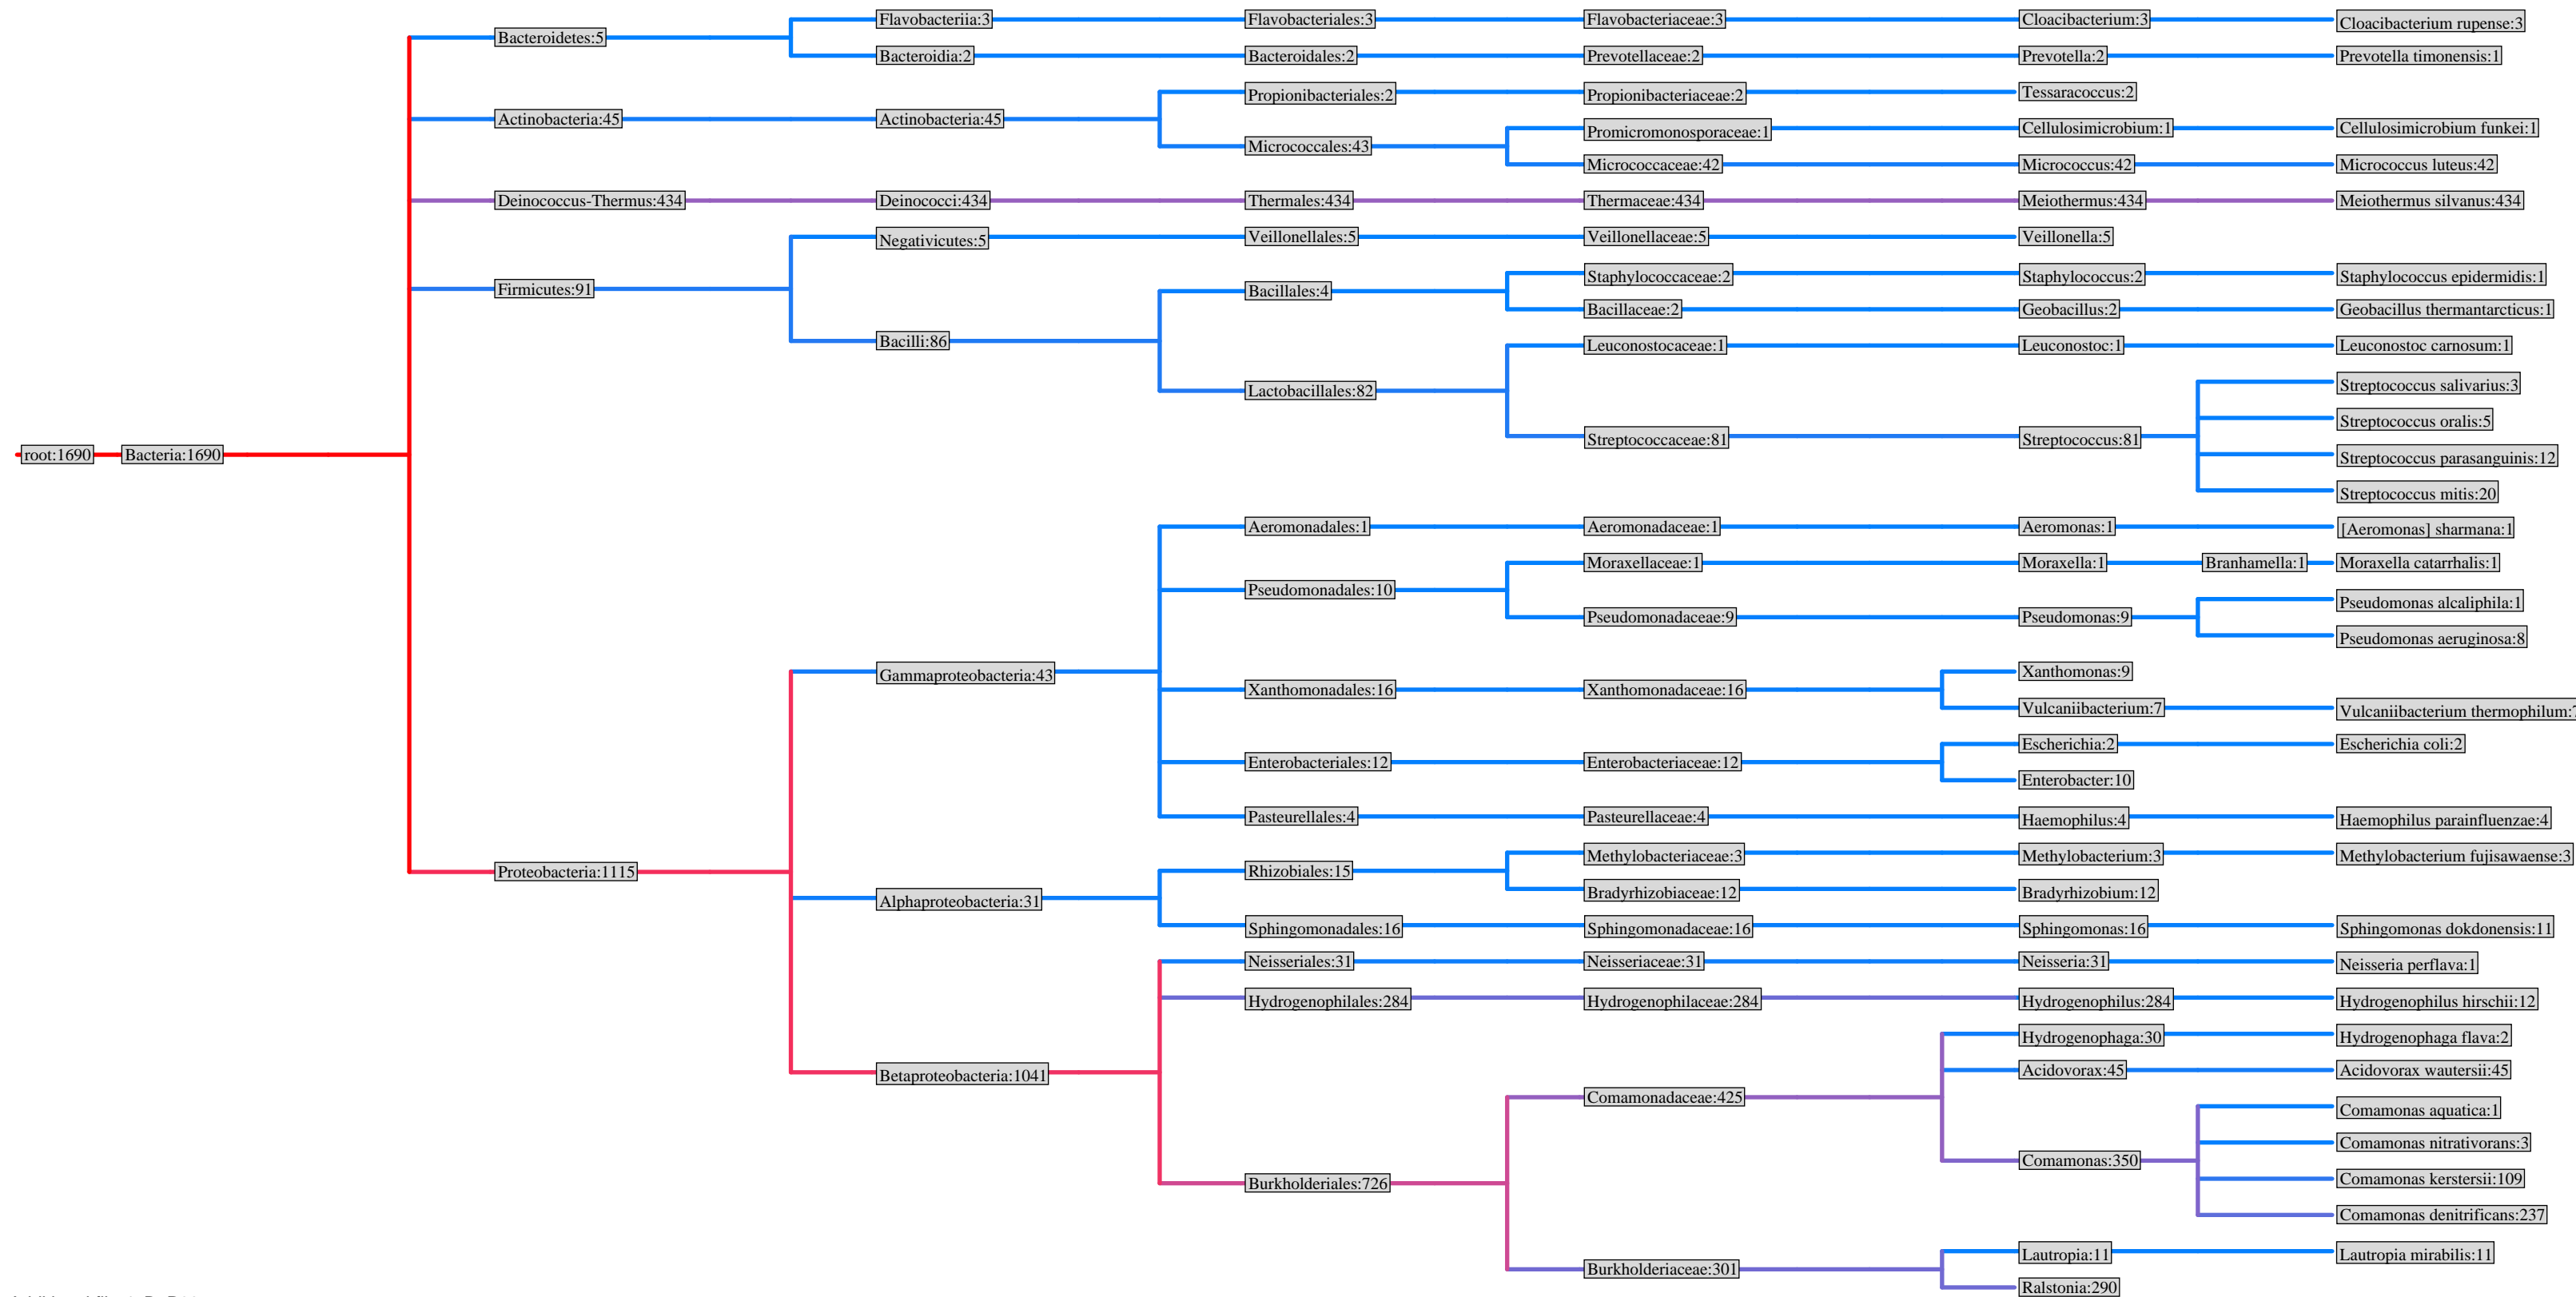 Flavobacteriia:3 Flavobacteriales:3 Flavobacteriaceae:3 Cloacibacterium:3 Cloacibacterium rupense:3
Bacteroidetes:5
Bacteroidia:2 Bacteroidales:2 Prevotellaceae:2 Prevotella:2 Prevotella timonensis:1
Propionibacteriales:2 Propionibacteriaceae:2 Tessaracoccus:2
Actinobacteria:45 Actinobacteria:45
Promicromonosporaceae:1 Cellulosimicrobium:1 Cellulosimicrobium funkei:1
Micrococcales:43
Micrococcaceae:42 Micrococcus:42 Micrococcus luteus:42
Deinococcus-Thermus:434 Deinococci:434 Thermales:434 Thermaceae:434 Meiothermus:434 Meiothermus silvanus:434
Negativicutes:5 Veillonellales:5 Veillonellaceae:5 Veillonella:5
Staphylococcaceae:2 Staphylococcus:2 Staphylococcus epidermidis:1
Firmicutes:91 Bacillales:4
Bacillaceae:2 Geobacillus:2 Geobacillus thermantarcticus:1
Bacilli:86 Leuconostocaceae:1 Leuconostoc:1 Leuconostoc carnosum:1
Streptococcus salivarius:3
Lactobacillales:82
Streptococcus oralis:5
Streptococcaceae:81 Streptococcus:81
root:1690 Bacteria:1690 Streptococcus parasanguinis:12
Streptococcus mitis:20
Aeromonadales:1 Aeromonadaceae:1 Aeromonas:1 [Aeromonas] sharmana:1
Moraxellaceae:1 Moraxella:1 Branhamella:1 Moraxella catarrhalis:1
Pseudomonadales:10
Pseudomonas alcaliphila:1
Pseudomonadaceae:9 Pseudomonas:9
Pseudomonas aeruginosa:8
Gammaproteobacteria:43 Xanthomonas:9
Xanthomonadales:16 Xanthomonadaceae:16
Vulcaniibacterium:7 Vulcaniibacterium thermophilum:7
Escherichia:2 Escherichia coli:2
Enterobacteriales:12 Enterobacteriaceae:12
Enterobacter:10
Pasteurellales:4 Pasteurellaceae:4 Haemophilus:4 Haemophilus parainfluenzae:4
Methylobacteriaceae:3 Methylobacterium:3 Methylobacterium fujisawaense:3
Proteobacteria:1115 Rhizobiales:15
Bradyrhizobiaceae:12 Bradyrhizobium:12
Alphaproteobacteria:31
Sphingomonadales:16 Sphingomonadaceae:16 Sphingomonas:16 Sphingomonas dokdonensis:11
Neisseriales:31 Neisseriaceae:31 Neisseria:31 Neisseria perflava:1
Hydrogenophilales:284 Hydrogenophilaceae:284 Hydrogenophilus:284 Hydrogenophilus hirschii:12
Hydrogenophaga:30 Hydrogenophaga flava:2
Betaproteobacteria:1041 Acidovorax:45 Acidovorax wautersii:45
Comamonadaceae:425
Comamonas aquatica:1
Comamonas nitrativorans:3
Comamonas:350
Burkholderiales:726 Comamonas kerstersii:109
Comamonas denitrificans:237
Lautropia:11 Lautropia mirabilis:11
Burkholderiaceae:301
Ralstonia:290